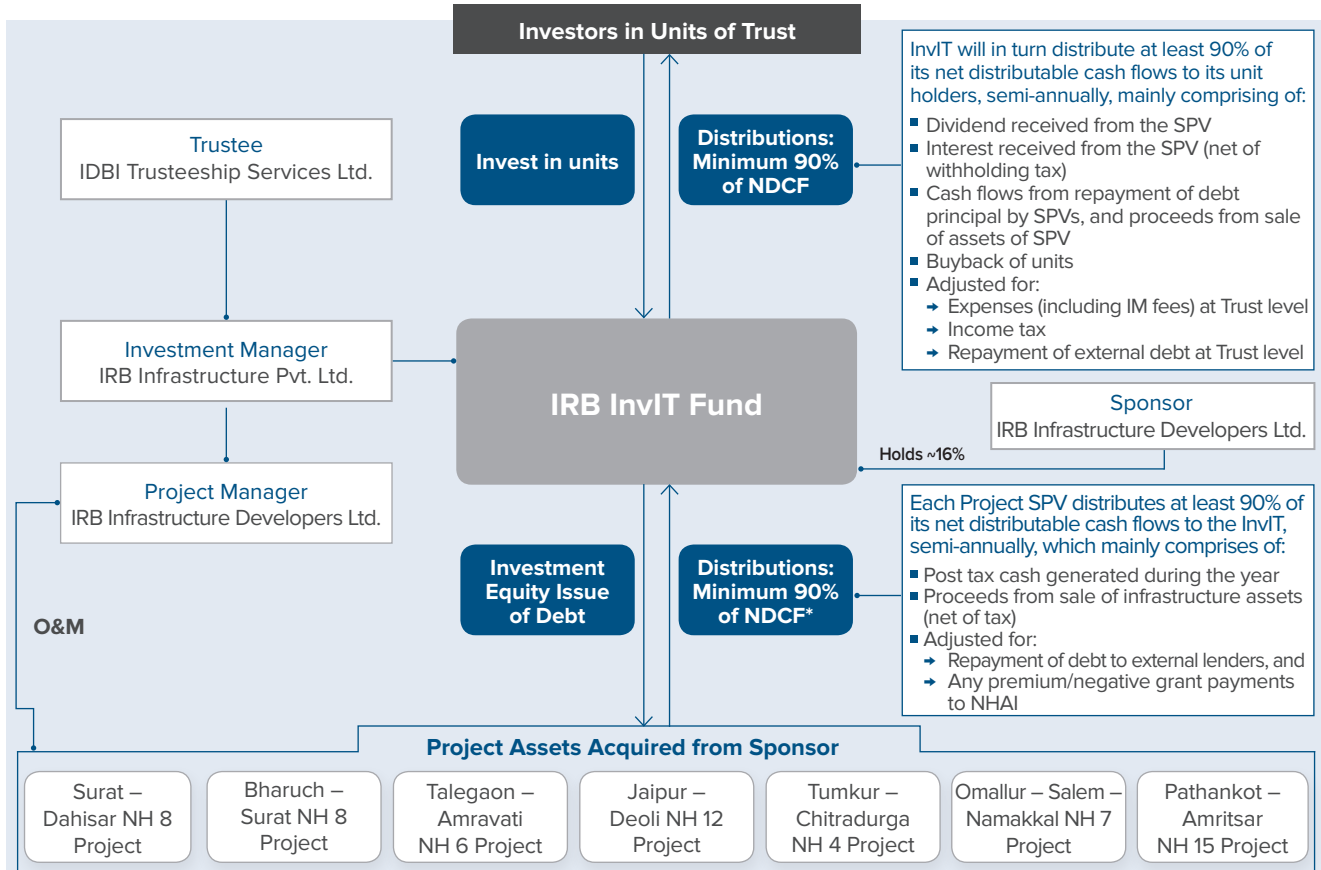 Investors in Units of Trust
Trustee
IDBI Trusteeship Services Ltd.
Invest in units
Distributions:
Minimum 90%
of NDCF
InvIT will in turn distribute at least 90% of
its net distributable cash flows to its unit
holders, semi-annually, mainly comprising of:
Dividend received from the SPV
Interest received from the SPV (net of
withholding tax)
Cash flows from repayment of debt
principal by SPVs, and proceeds from sale
of assets of SPV
Buyback of units
Adjusted for:
Expenses (including IM fees) at Trust level
Income tax
Repayment of external debt at Trust level
Investment Manager
IRB Infrastructure Pvt. Ltd.
IRB InvIT Fund
Sponsor
IRB Infrastructure Developers Ltd.
Holds ~16%
Project Manager
IRB Infrastructure Developers Ltd.
O&M
Investment
Equity Issue
of Debt
Distributions:
Minimum 90%
of NDCF*
Each Project SPV distributes at least 90% of
its net distributable cash flows to the InvIT,
semi-annually, which mainly comprises of:
Post tax cash generated during the year
Proceeds from sale of infrastructure assets
(net of tax)
Adjusted for:
Repayment of debt to external lenders, and
Any premium/negative grant payments
to NHAI
Project Assets Acquired from Sponsor
Surat –
Dahisar NH 8
Project
Bharuch –
Surat NH 8
Project
Talegaon –
Amravati
NH 6 Project
Jaipur –
Deoli NH 12
Project
Tumkur –
Chitradurga
NH 4 Project
Omallur – Salem –
Namakkal NH 7
Project
Pathankot –
Amritsar
NH 15 Project